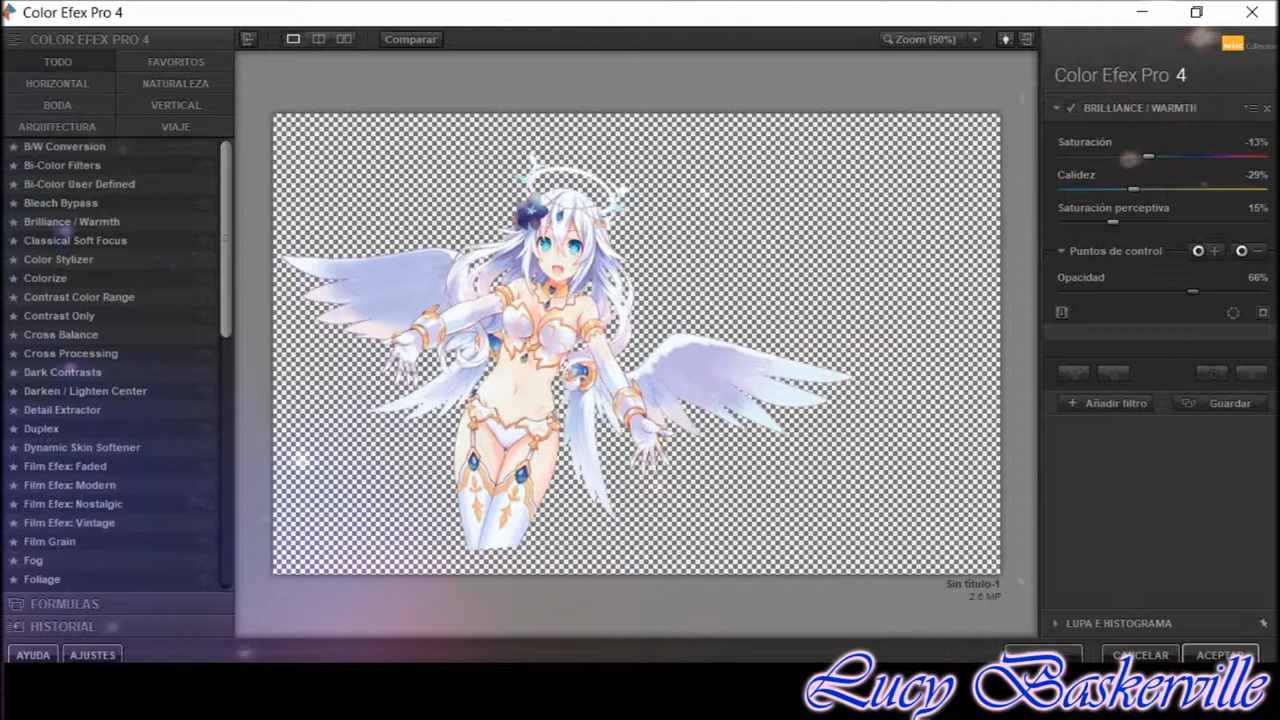 Color Efex Pro 4
COLOR EFEX PRO 4
TODO
FAVORITOS
HORIZONTAL
NATURALEZA
BODA
VERTICAL
ARQUITECTURA
VIAJE
B/W Conversion
Bi-Color Filters
Bi-Color User Defined
Bleach Bypass
Brilliance / Warmth
Classical Soft Focus
Color Stylizer
Colorize
Contrast Color Range
Contrast Only
Cross Balance
Cross Processing
Dark Contrasts
Darken / Lighten Center
Detail Extractor
Duplex
Dynamic Skin Softener
Film Efex: Faded
Film Efex: Modern
Film Efex: Nostalgic
Film Efex: Vintage
Film Grain
Fog
Foliage
FÓRMULAS
HISTORIAL
AYUDA
AJUSTES
Comparar
Zoom (50%)
Sin título-1
2.6 MP
Color Efex Pro 4
BRILLIANCE / WARMTH
Saturación -13%
Calidez -29%
Saturación perceptiva 15%
Puntos de control
Opacidad 66%
Añadir filtro
Guardar
LUPA E HISTOGRAMA
CANCELAR
ACEPTAR
Lucy Baskerville